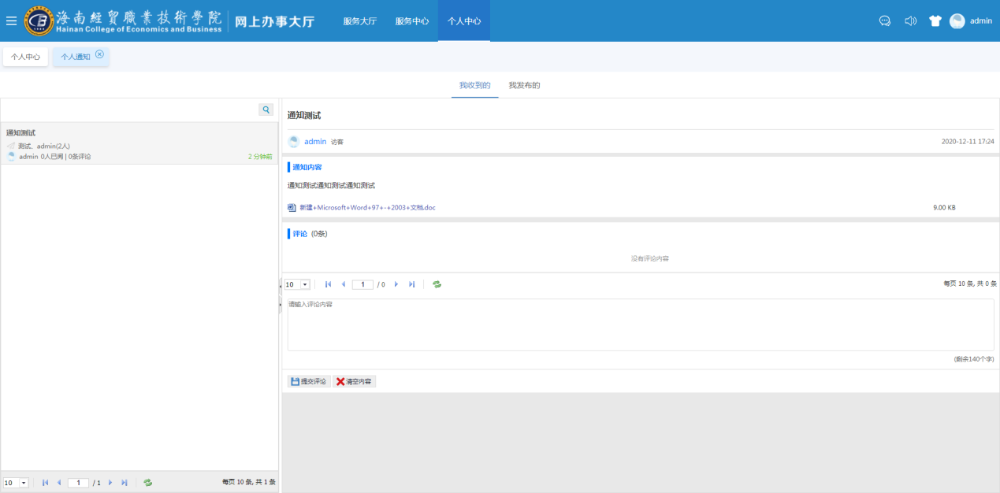 海南經貿職業技術學院
Hainan College of Economics and Business
网上办事大厅
服务大厅 服务中心 个人中心
admin
个人中心 个人通知
我收到的 我发布的
通知测试
测试、admin(2人)
admin 0人已阅 | 0条评论 2 分钟前
10 1 / 1 每页 10 条, 共 1 条
通知测试
admin 访客 2020-12-11 17:24
通知内容
通知测试通知测试通知测试
新建+Microsoft+Word+97+-+2003+文档.doc 9.00 KB
评论 (0条)
没有评论内容
10 1 / 0 每页 10 条, 共 0 条
请输入评论内容
(剩余140个字)
提交评论 清空内容